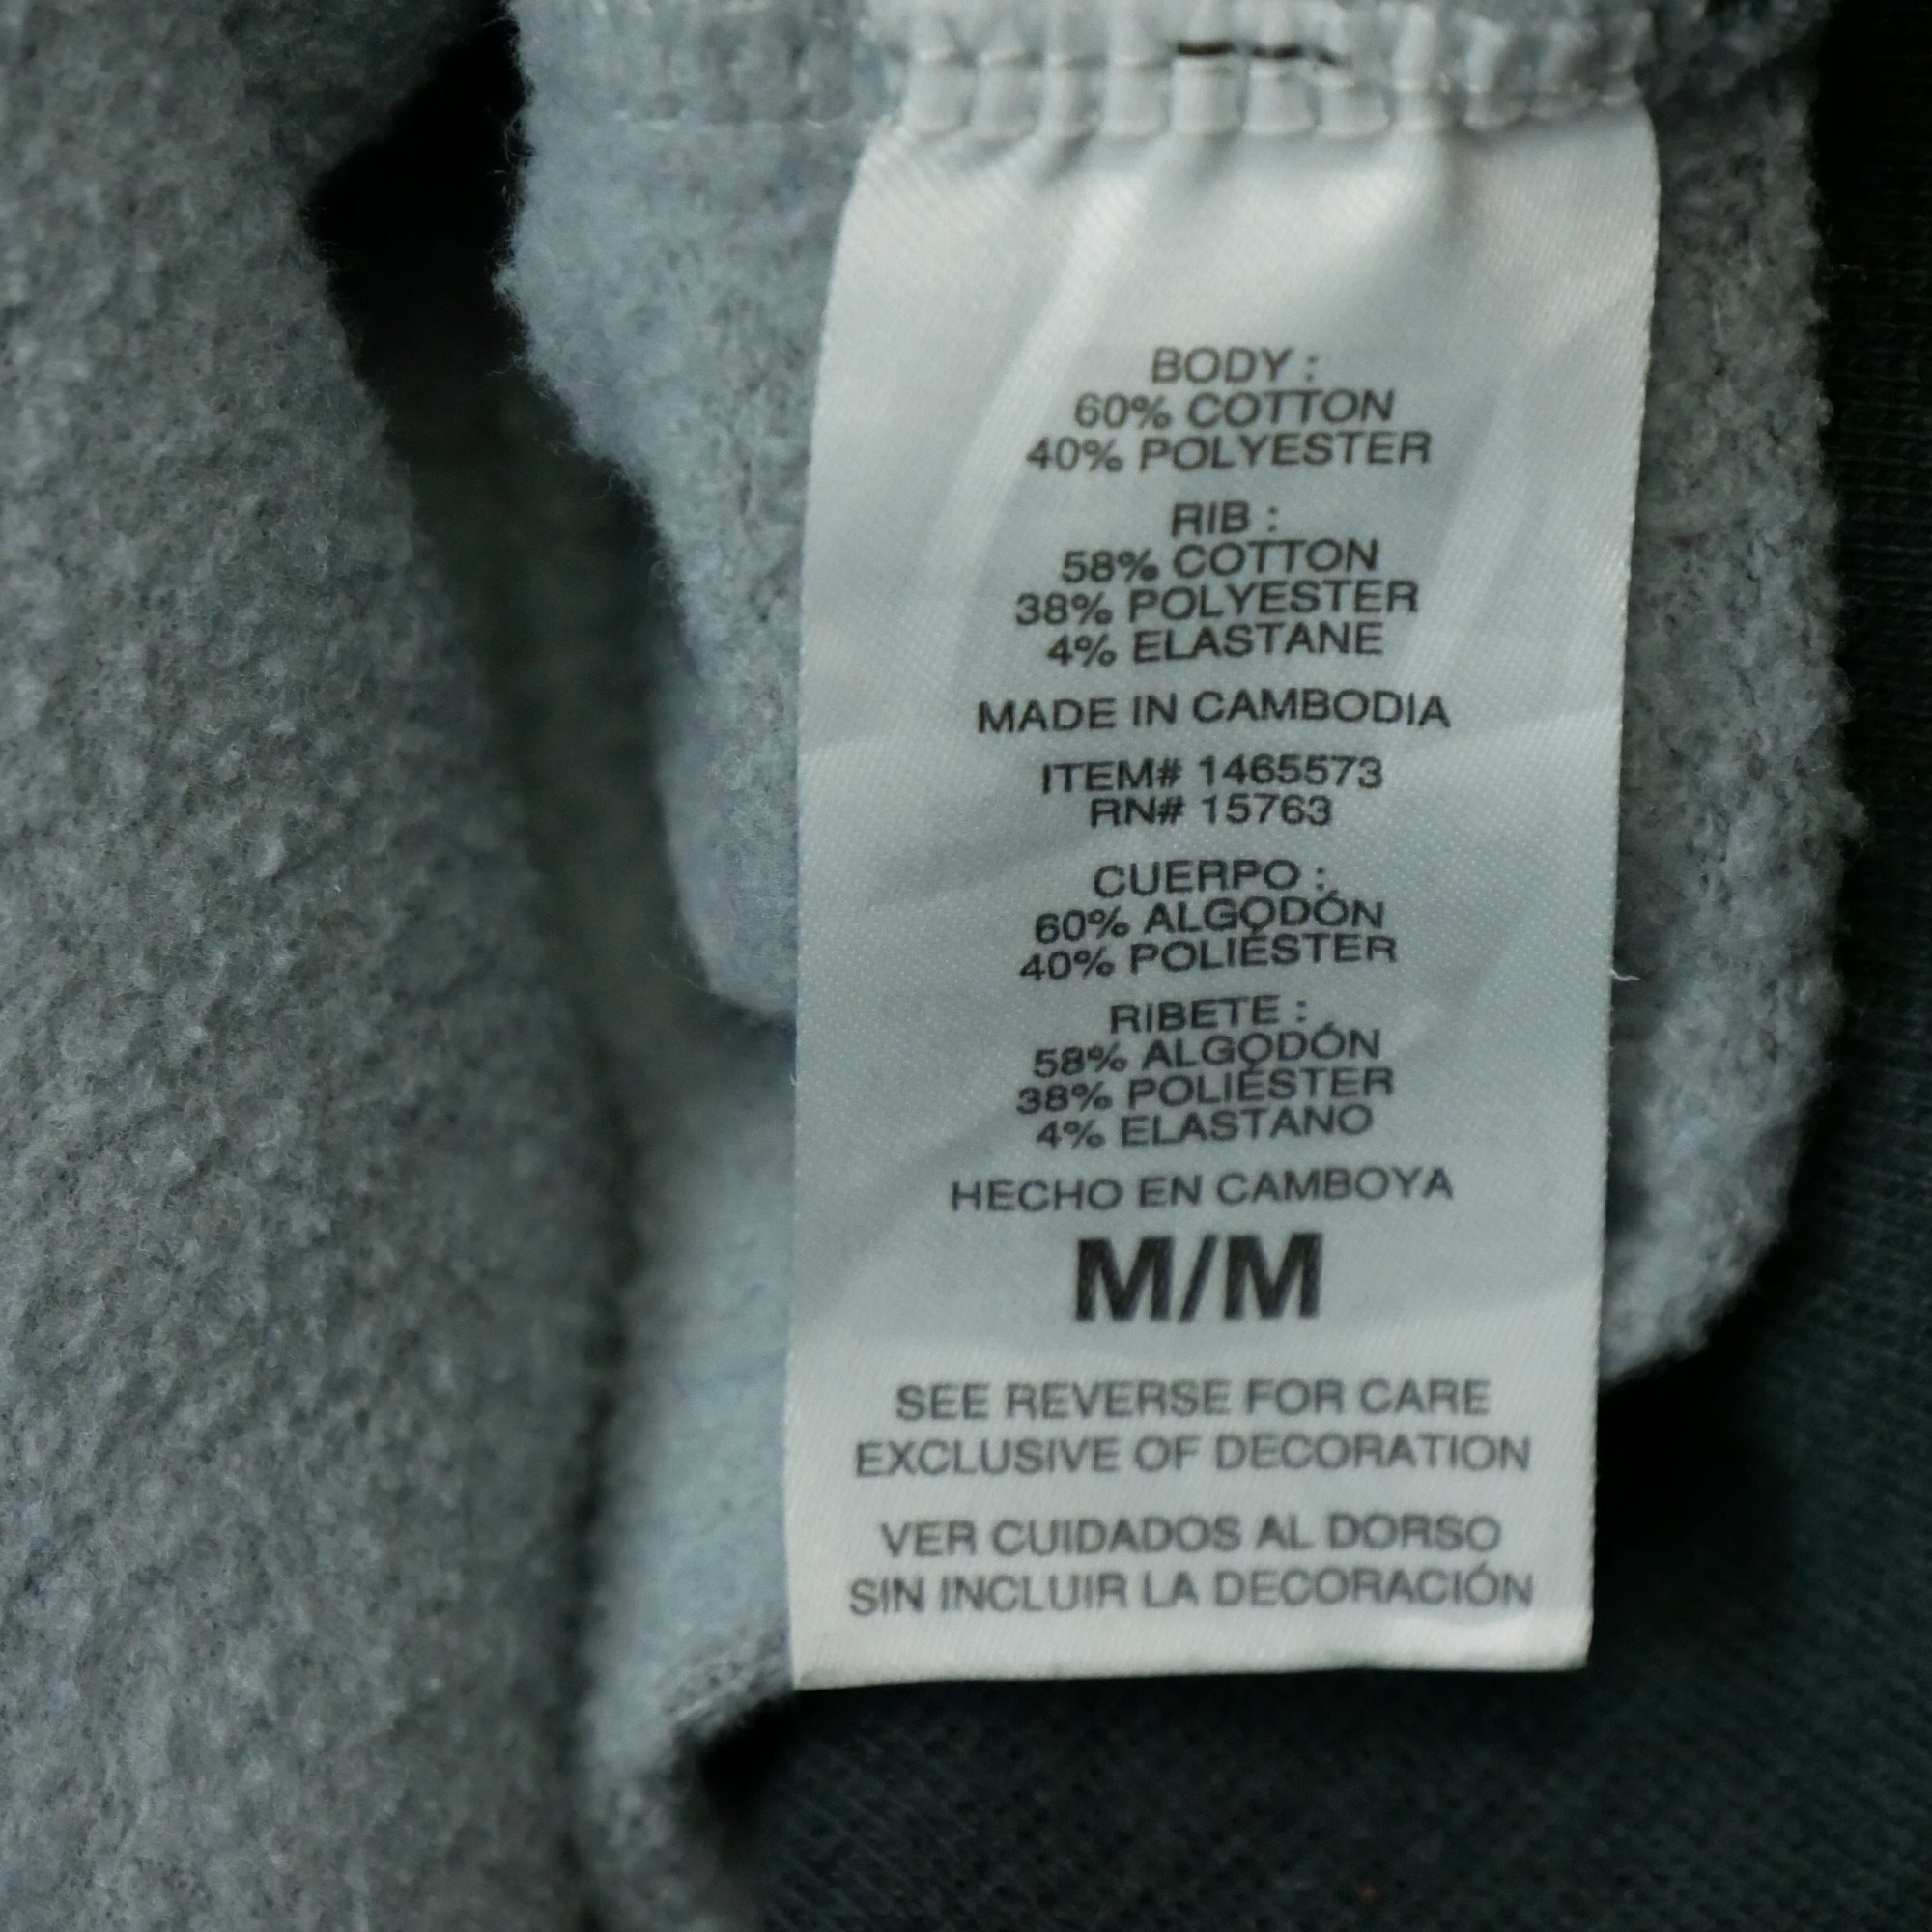 BODY :
60% COTTON
40% POLYESTER
RIB :
58% COTTON
38% POLYESTER
4% ELASTANE
MADE IN CAMBODIA
ITEM# 1465573
RN# 15763
CUERPO :
60% ALGODÓN
40% POLIÉSTER
RIBETE :
58% ALGODÓN
38% POLIÉSTER
4% ELASTANO
HECHO EN CAMBOYA
M/M
SEE REVERSE FOR CARE
EXCLUSIVE OF DECORATION
VER CUIDADOS AL DORSO
SIN INCLUIR LA DECORACIÓN